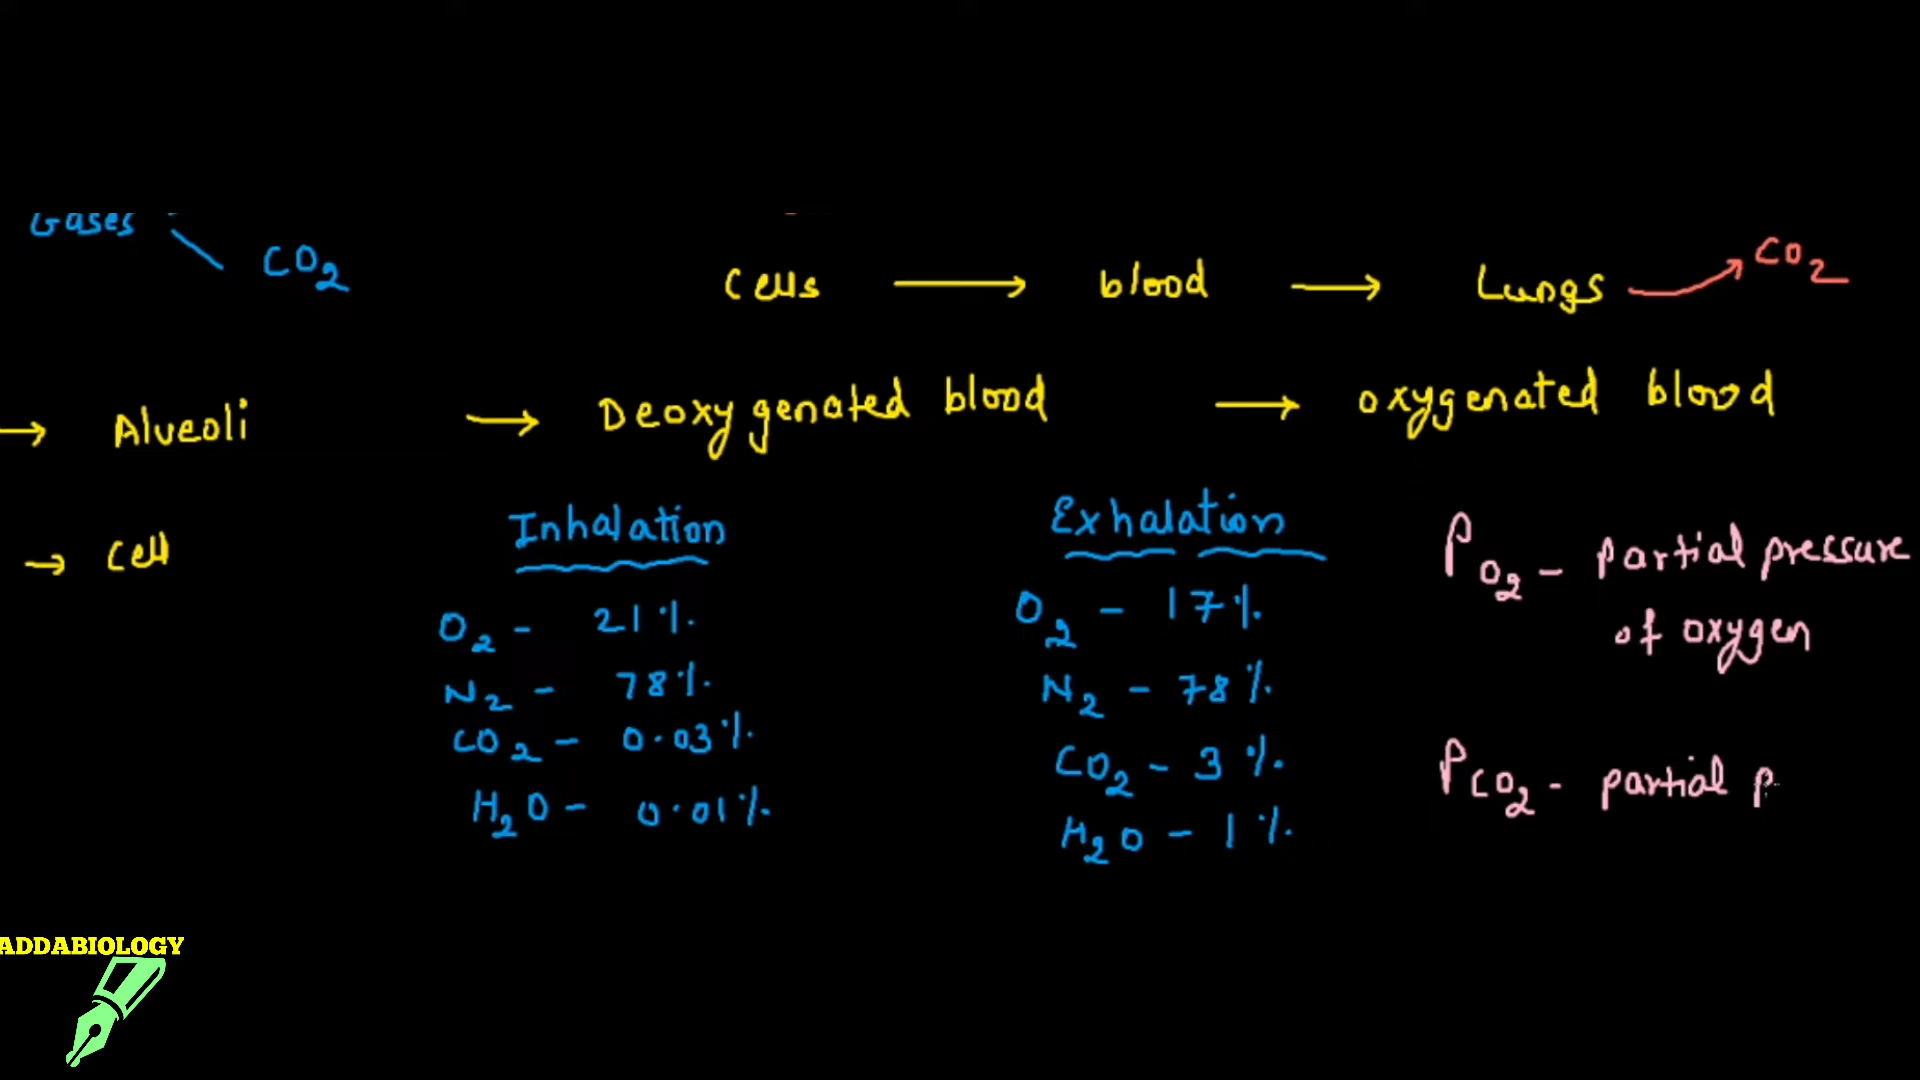 Gases
CO2
cells → blood → Lungs → CO2
→ Alveoli → Deoxygenated blood → oxygenated blood
→ cell
Inhalation
O2 - 21%
N2 - 78%
CO2 - 0.03%
H2O - 0.01%
Exhalation
O2 - 17%
N2 - 78%
CO2 - 3%
H2O - 1%
PO2 - partial pressure
of oxygen
PCO2 - partial p
ADDABIOLOGY